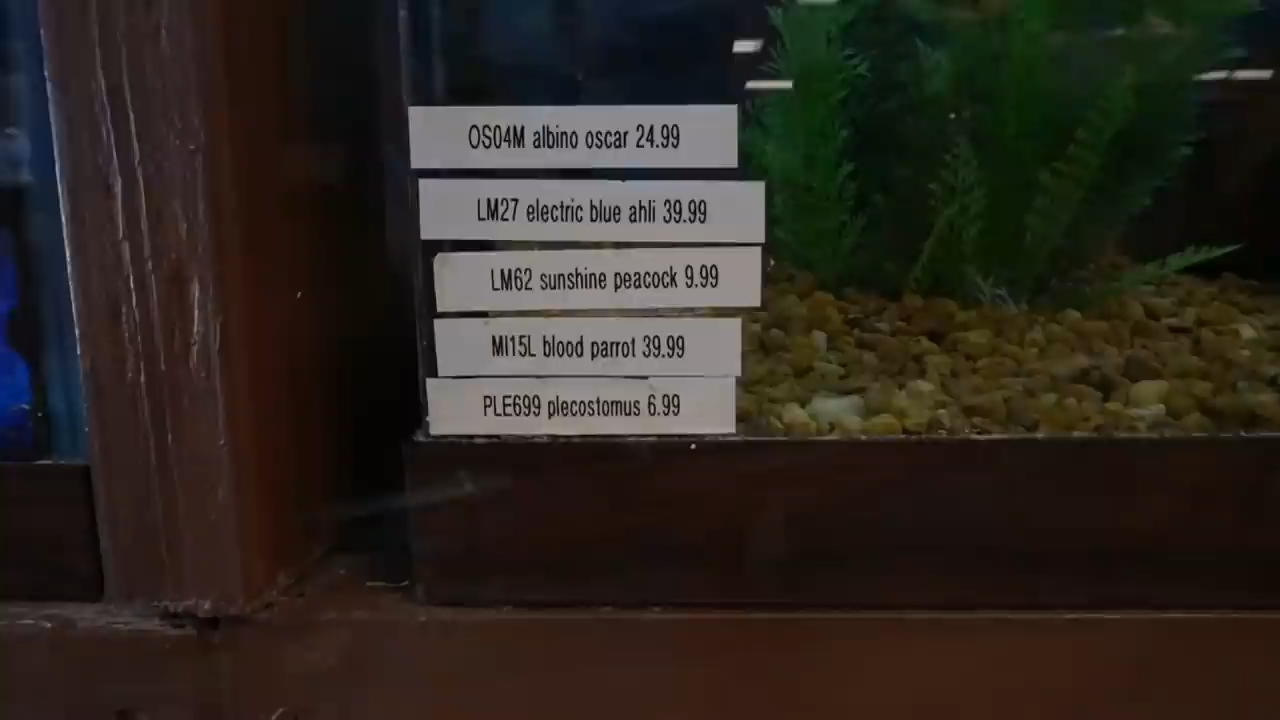 OS04M albino oscar 24.99
LM27 electric blue ahli 39.99
LM62 sunshine peacock 9.99
MI15L blood parrot 39.99
PLE699 plecostomus 6.99